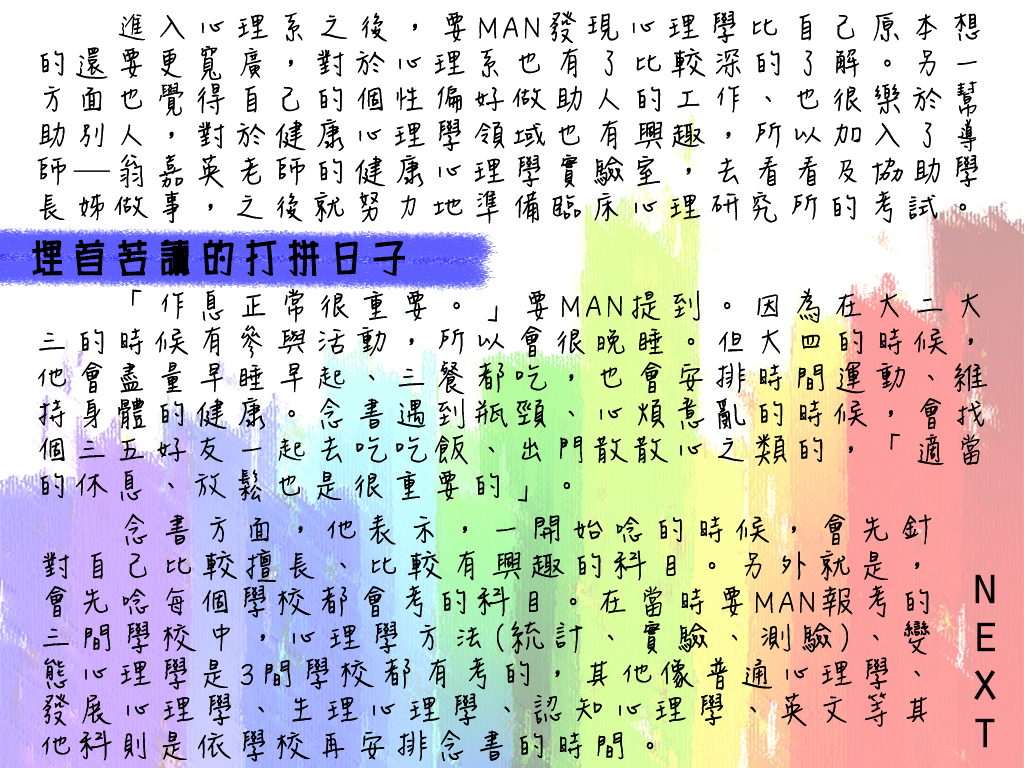 進入心理系之後，要MAN發現心理學比自己原本想
的還要更寬廣，對於心理系也有了比較深的了解。另一
方面也覺得自己的個性偏好做助人的工作、也很樂於幫
助別人，對於健康心理學領域也有興趣，所以加入了導
師—翁嘉英老師的健康心理學實驗室，去看看及協助學
長姊做事，之後就努力地準備臨床心理研究所的考試。
埋首苦讀的打拼日子
「作息正常很重要。」要MAN提到。因為在大二大
三的時候有參與活動，所以會很晚睡。但大四的時候，
他會盡量早睡早起、三餐都吃，也會安排時間運動、維
持身體的健康。念書遇到瓶頸、心煩意亂的時候，會找
個三五好友一起去吃吃飯、出門散散心之類的，「適當
的休息、放鬆也是很重要的」。
念書方面，他表示，一開始唸的時候，會先針
對自己比較擅長、比較有興趣的科目。另外就是，
會先唸每個學校都會考的科目。在當時要MAN報考的
三間學校中，心理學方法(統計、實驗、測驗)、變
態心理學是3間學校都有考的，其他像普通心理學、
發展心理學、生理心理學、認知心理學、英文等其
他科則是依學校再安排念書的時間。
NEXT